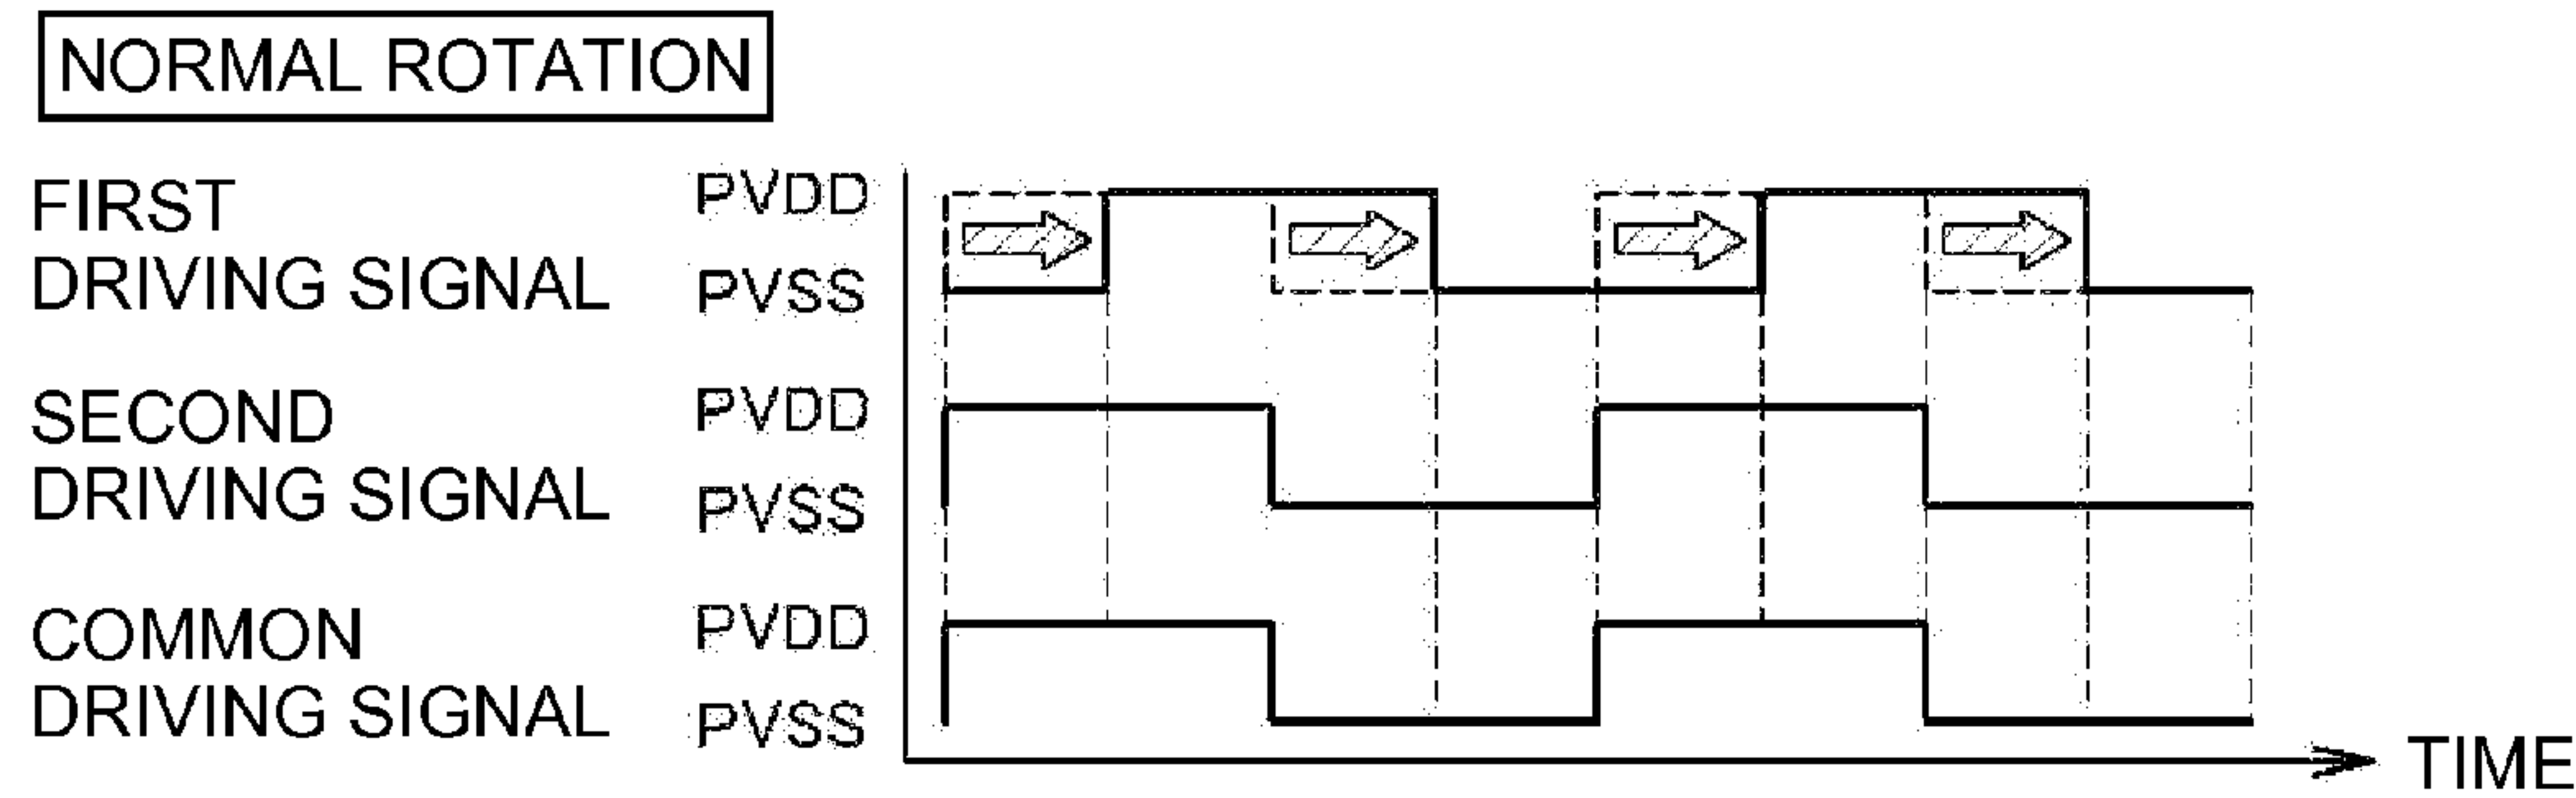 NORMAL ROTATION
FIRST
DRIVING SIGNAL
PVDD
PVSS
SECOND
DRIVING SIGNAL
PVDD
PVSS
COMMON
DRIVING SIGNAL
PVDD
PVSS
TIME